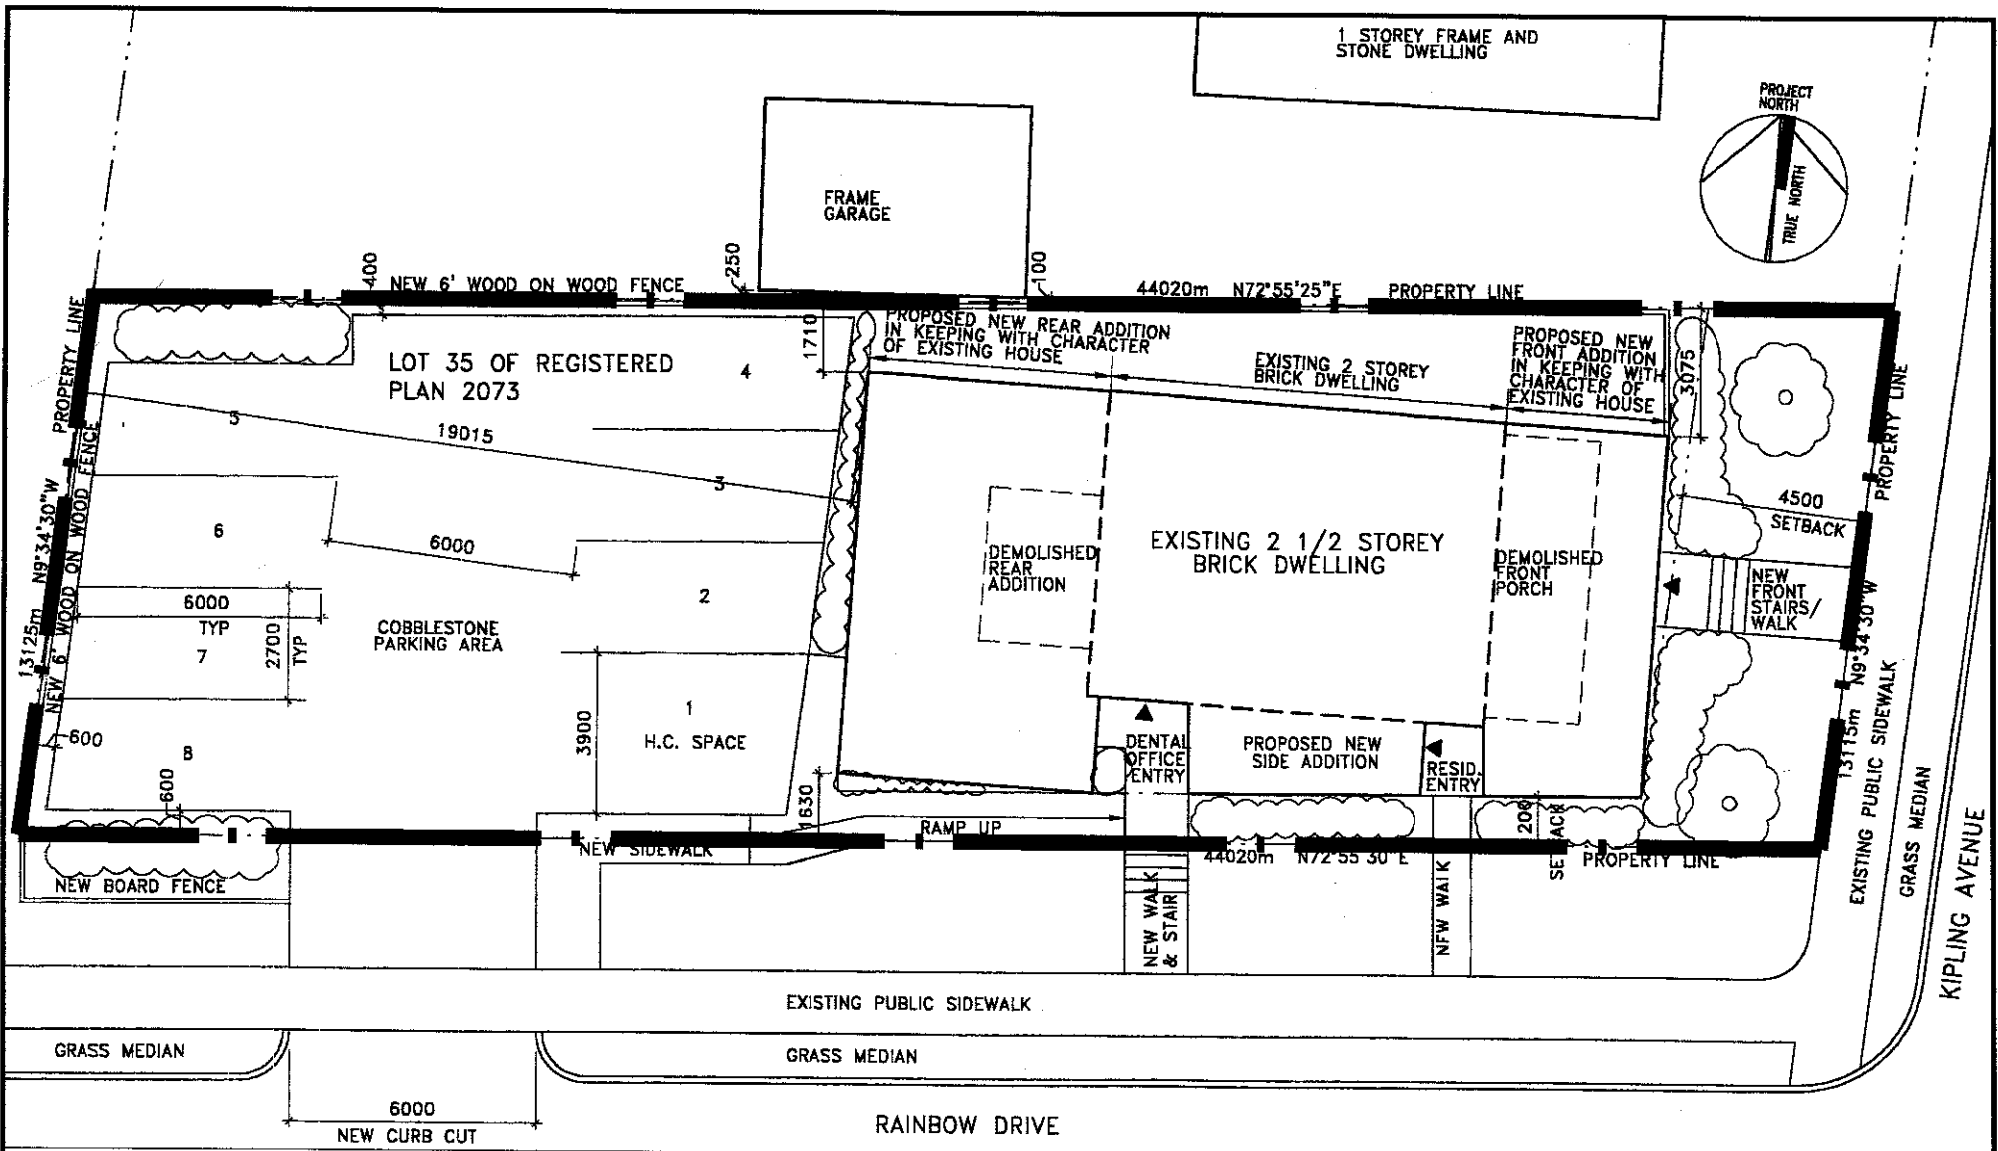 1 STOREY FRAME AND
STONE DWELLING
PROJECT
NORTH
TRUE NORTH
FRAME
GARAGE
400
NEW 6' WOOD ON WOOD FENCE
250
100
44020m N72°55'25"E
PROPERTY LINE
PROPERTY LINE
LOT 35 OF REGISTERED
PLAN 2073
4
1710
PROPOSED NEW REAR ADDITION
IN KEEPING WITH CHARACTER
OF EXISTING HOUSE
EXISTING 2 STOREY
BRICK DWELLING
PROPOSED NEW
FRONT ADDITION
IN KEEPING WITH
CHARACTER OF
EXISTING HOUSE
3075
PROPERTY LINE
5
19015
3
4500
SETBACK
13125m N9°34'30"W
NEW 6' WOOD ON WOOD FENCE
6
6000
EXISTING 2 1/2 STOREY
BRICK DWELLING
DEMOLISHED
REAR
ADDITION
DEMOLISHED
FRONT
PORCH
NEW
FRONT
STAIRS/
WALK
6000
TYP
2700
TYP
7
COBBLESTONE
PARKING AREA
2
1
H.C. SPACE
3900
600
8
600
1630
DENTAL
OFFICE
ENTRY
PROPOSED NEW
SIDE ADDITION
RESID.
ENTRY
13115m N9°34'30"W
EXISTING PUBLIC SIDEWALK
GRASS MEDIAN
KIPLING AVENUE
RAMP UP
NEW SIDEWALK
44020m N72°55'30"E
PROPERTY LINE
NEW BOARD FENCE
NEW WALK
& STAIR
NEW WALK
EXISTING PUBLIC SIDEWALK
GRASS MEDIAN
GRASS MEDIAN
6000
NEW CURB CUT
RAINBOW DRIVE